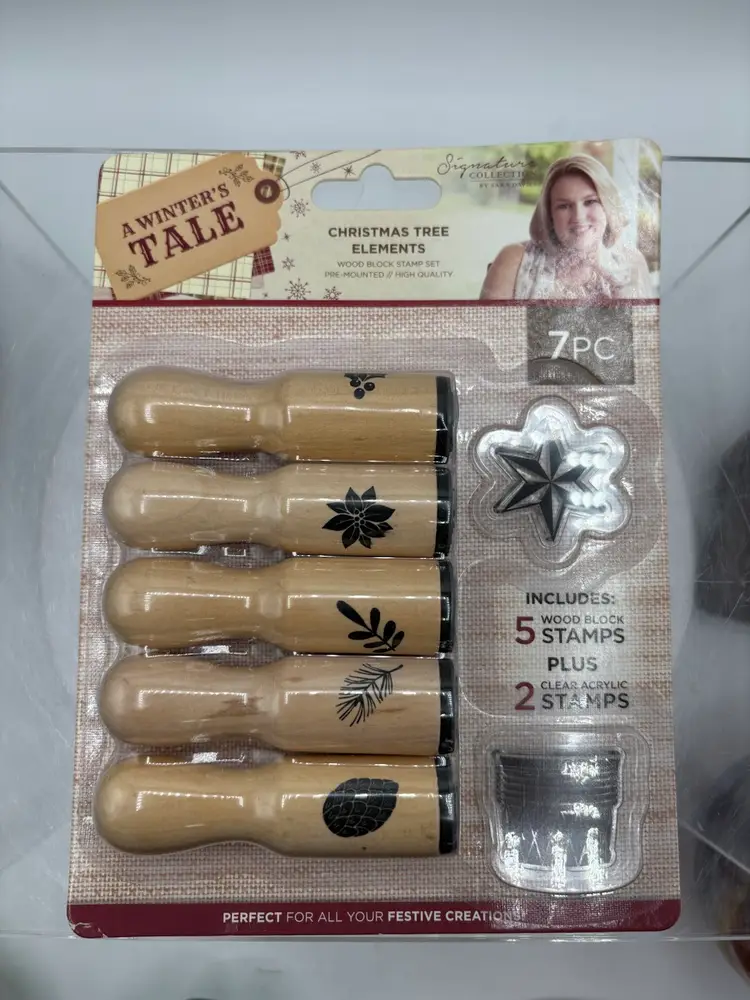 A WINTER'S
TALE
Signature
COLLECTION
CHRISTMAS TREE
ELEMENTS
WOOD BLOCK STAMP SET
PRE-MOUNTED // HIGH QUALITY
7PC
INCLUDES:
5 WOOD BLOCK
STAMPS
PLUS
2 CLEAR ACRYLIC
STAMPS
PERFECT FOR ALL YOUR FESTIVE CREATIONS